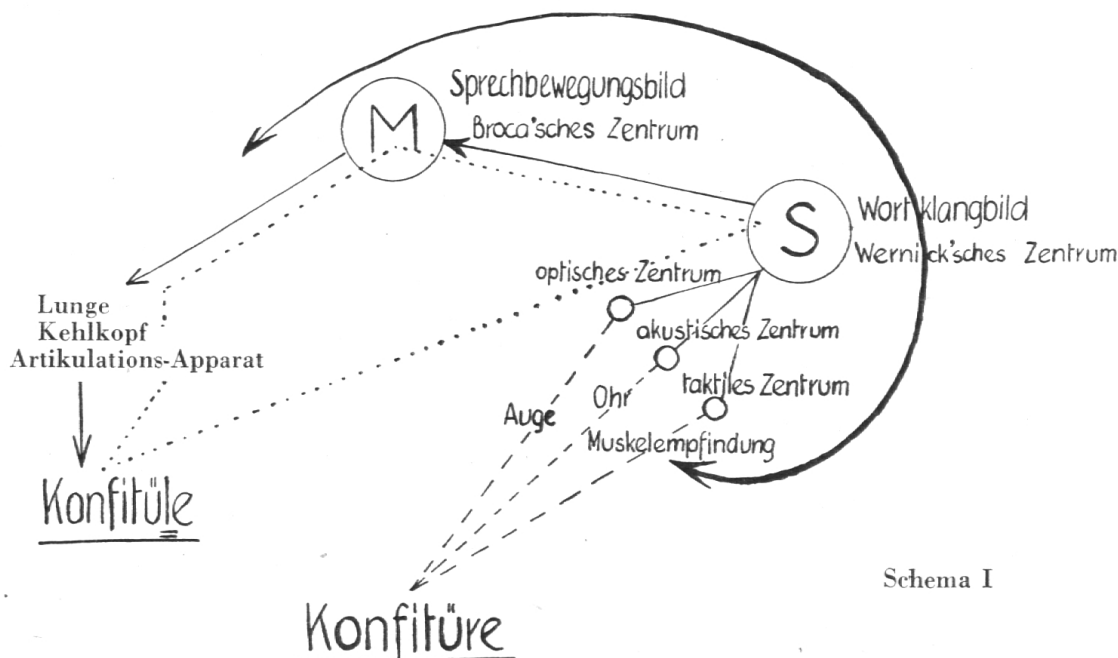 Sprechbewegungsbild
M
Broca'sches Zentrum
S
Wortklangbild
Wernick'sches Zentrum
optisches Zentrum
Lunge
Kehlkopf
Artikulations-Apparat
akustisches Zentrum
taktiles Zentrum
Auge
Ohr
Muskelempfindung
Konfitüle
Schema I
Konfitüre